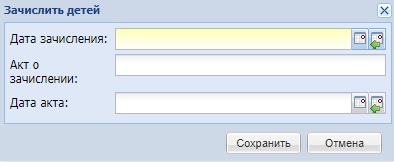 Зачислить детей
Дата зачисления:
Акт о
зачислении:
Дата акта:
Сохранить Отмена